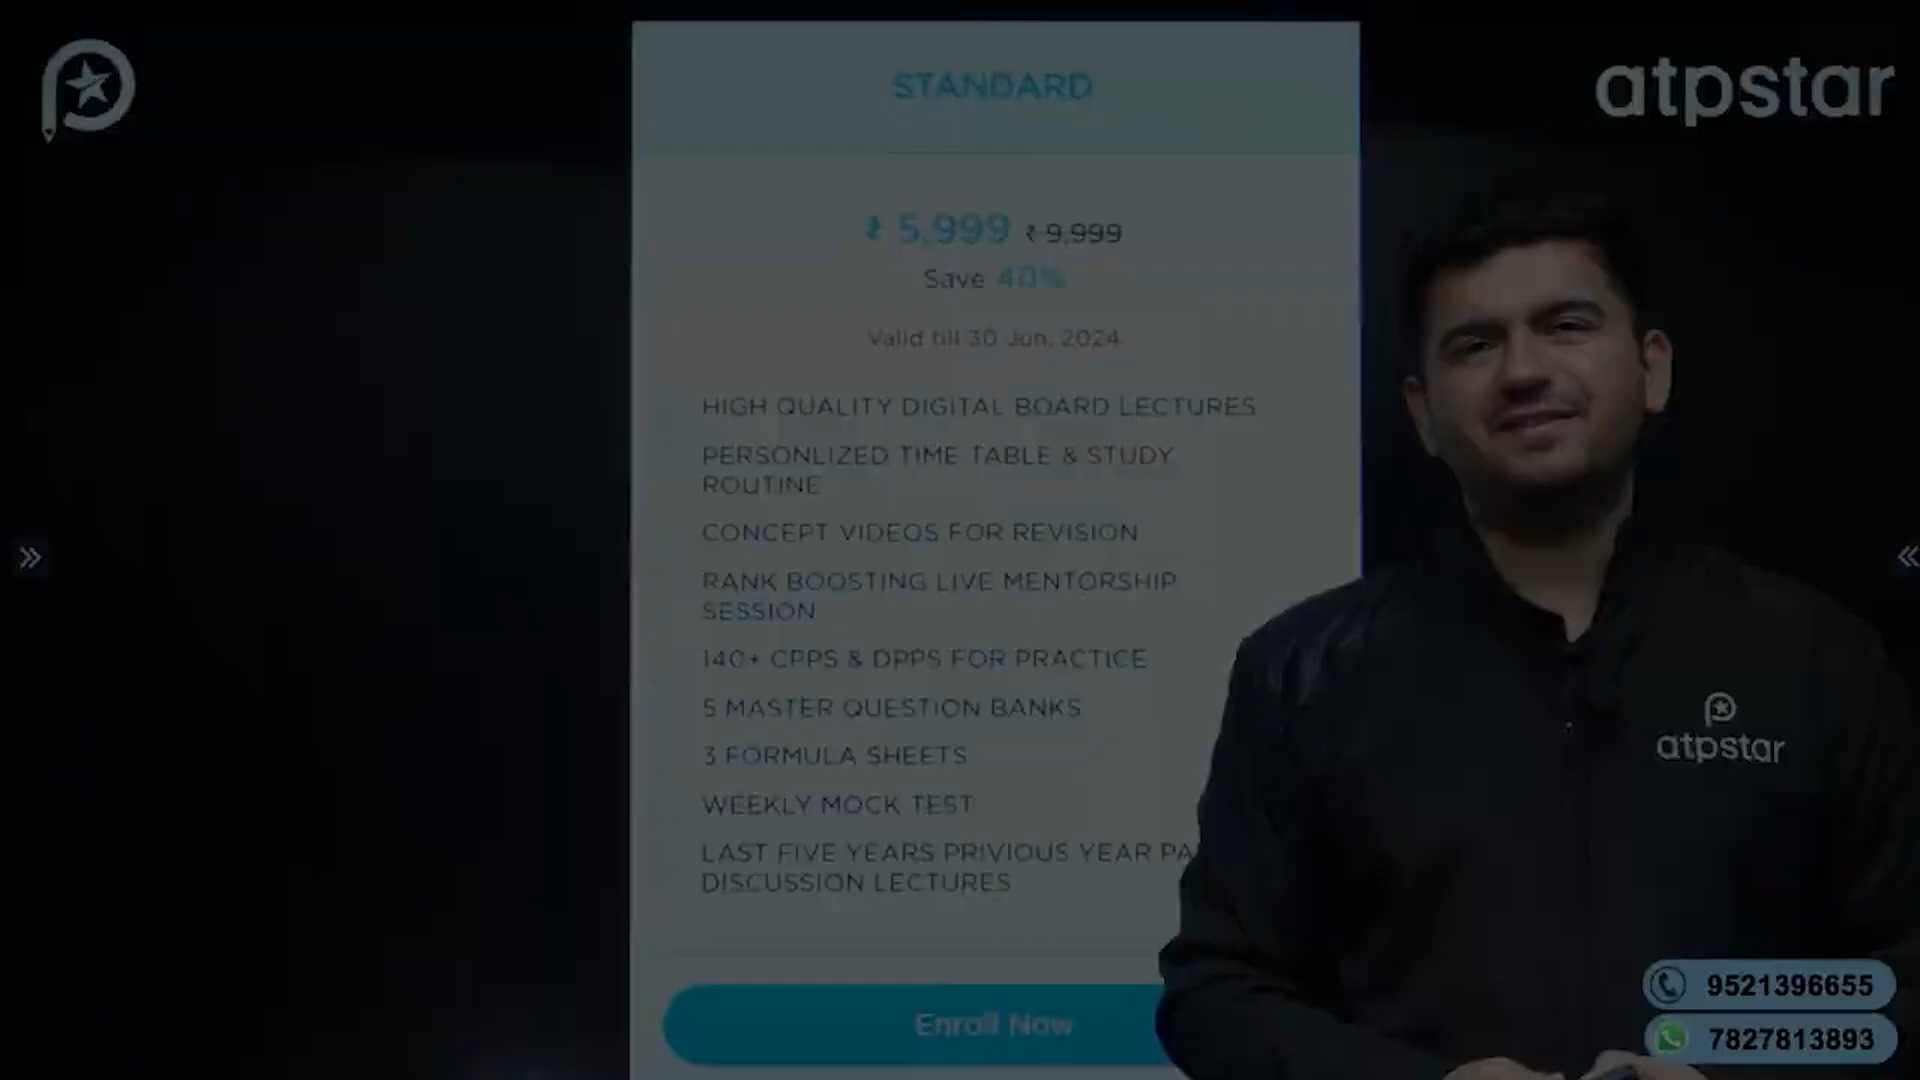 atpstar
STANDARD
₹ 5,999 ₹ 9,999
Save 40%
Valid till 30 Jun, 2024
HIGH QUALITY DIGITAL BOARD LECTURES
PERSONLIZED TIME TABLE & STUDY
ROUTINE
CONCEPT VIDEOS FOR REVISION
RANK BOOSTING LIVE MENTORSHIP
SESSION
140+ CPPS & DPPS FOR PRACTICE
5 MASTER QUESTION BANKS
3 FORMULA SHEETS
WEEKLY MOCK TEST
LAST FIVE YEARS PRIVIOUS YEAR PA
DISCUSSION LECTURES
Enroll Now
atpstar
9521396655
7827813893